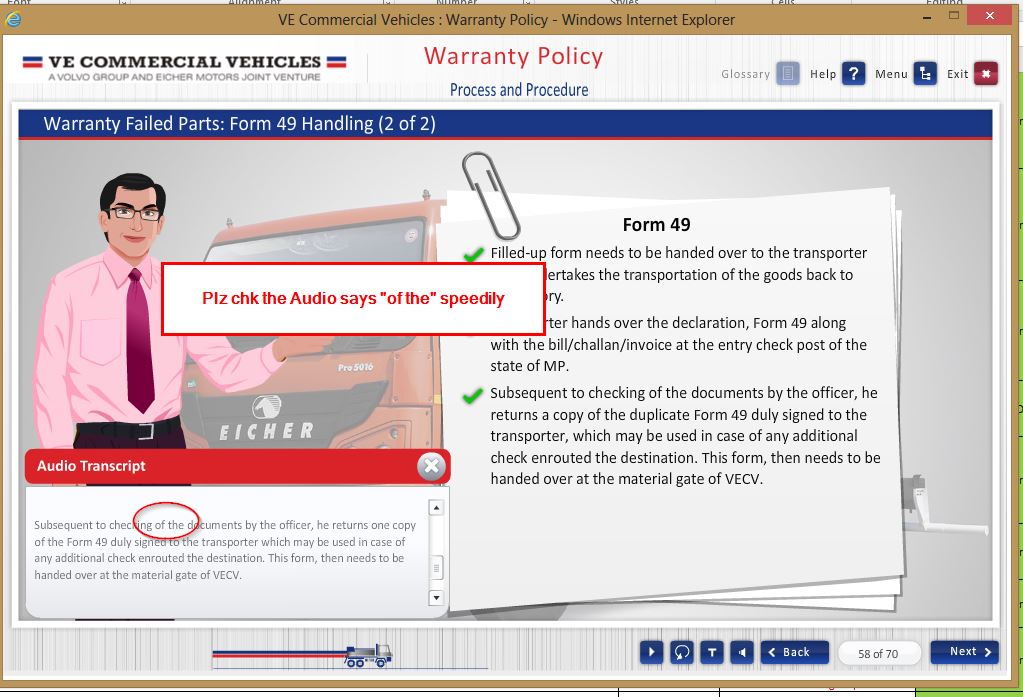 Font
Alignment
Number
Styles
Cells
Editing
VE Commercial Vehicles : Warranty Policy - Windows Internet Explorer
VE COMMERCIAL VEHICLES
A VOLVO GROUP AND EICHER MOTORS JOINT VENTURE
Warranty Policy
Process and Procedure
Glossary
Help ?
Menu
Exit
Warranty Failed Parts: Form 49 Handling (2 of 2)
Form 49
Filled-up form needs to be handed over to the transporter
dertakes the transportation of the goods back to
ory.
rter hands over the declaration, Form 49 along
with the bill/challan/invoice at the entry check post of the
state of MP.
Subsequent to checking of the documents by the officer, he
returns a copy of the duplicate Form 49 duly signed to the
transporter, which may be used in case of any additional
check enrouted the destination. This form, then needs to be
handed over at the material gate of VECV.
Plz chk the Audio says "of the" speedily
Pro 5016
EICHER
Audio Transcript
Subsequent to checking of the documents by the officer, he returns one copy
of the Form 49 duly signed to the transporter which may be used in case of
any additional check enrouted the destination. This form, then needs to be
handed over at the material gate of VECV.
T
Back
58 of 70
Next